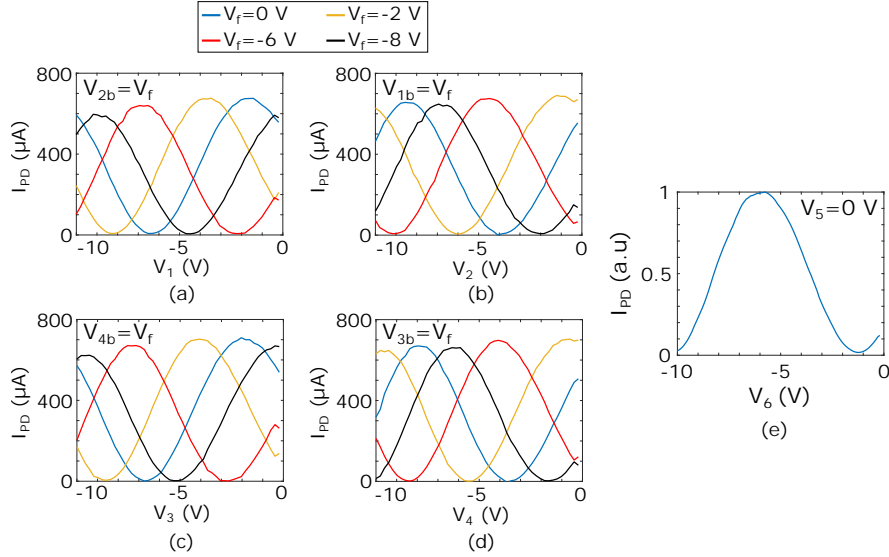 V_f=0 V V_f=-2 V
V_f=-6 V V_f=-8 V
V_2b=V_f
800
400
0
-10 -5 0
I_PD (µA)
V_1 (V)
(a)
V_1b=V_f
800
400
0
-10 -5 0
I_PD (µA)
V_2 (V)
(b)
V_4b=V_f
800
400
0
-10 -5 0
I_PD (µA)
V_3 (V)
(c)
V_3b=V_f
800
400
0
-10 -5 0
I_PD (µA)
V_4 (V)
(d)
V_5=0 V
1
0.5
0
-10 -5 0
I_PD (a.u)
V_6 (V)
(e)